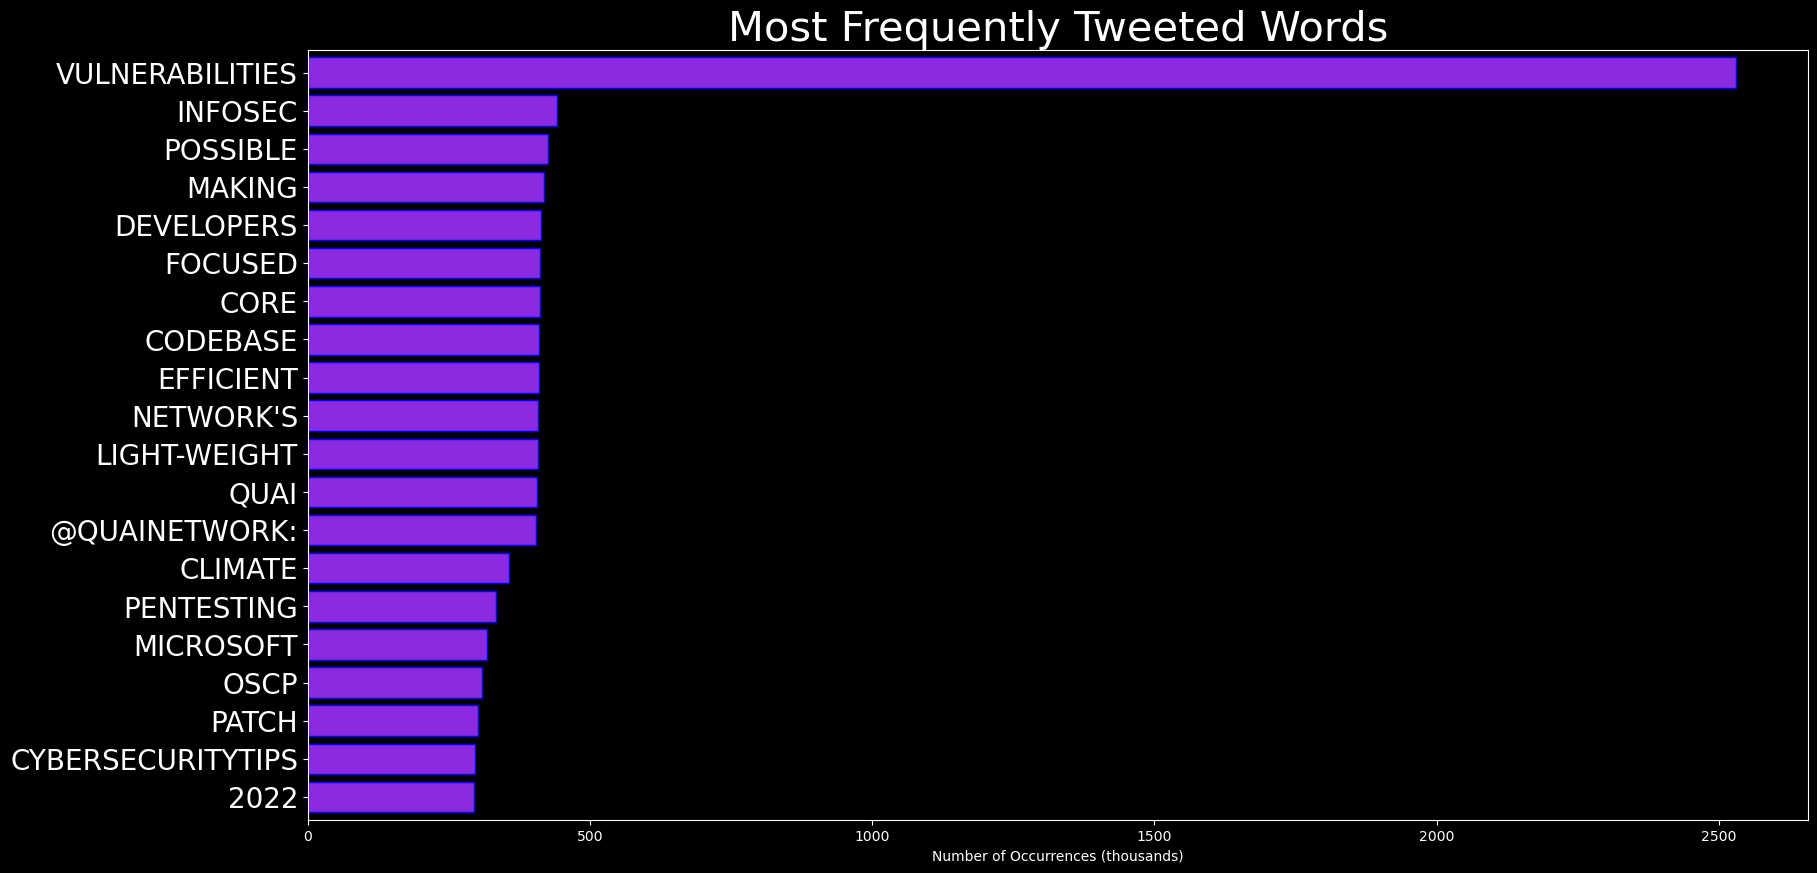 Most Frequently Tweeted Words
VULNERABILITIES
INFOSEC
POSSIBLE
MAKING
DEVELOPERS
FOCUSED
CORE
CODEBASE
EFFICIENT
NETWORK'S
LIGHT-WEIGHT
QUAI
@QUAINETWORK:
CLIMATE
PENTESTING
MICROSOFT
OSCP
PATCH
CYBERSECURITYTIPS
2022
0 500 1000 1500 2000 2500
Number of Occurrences (thousands)